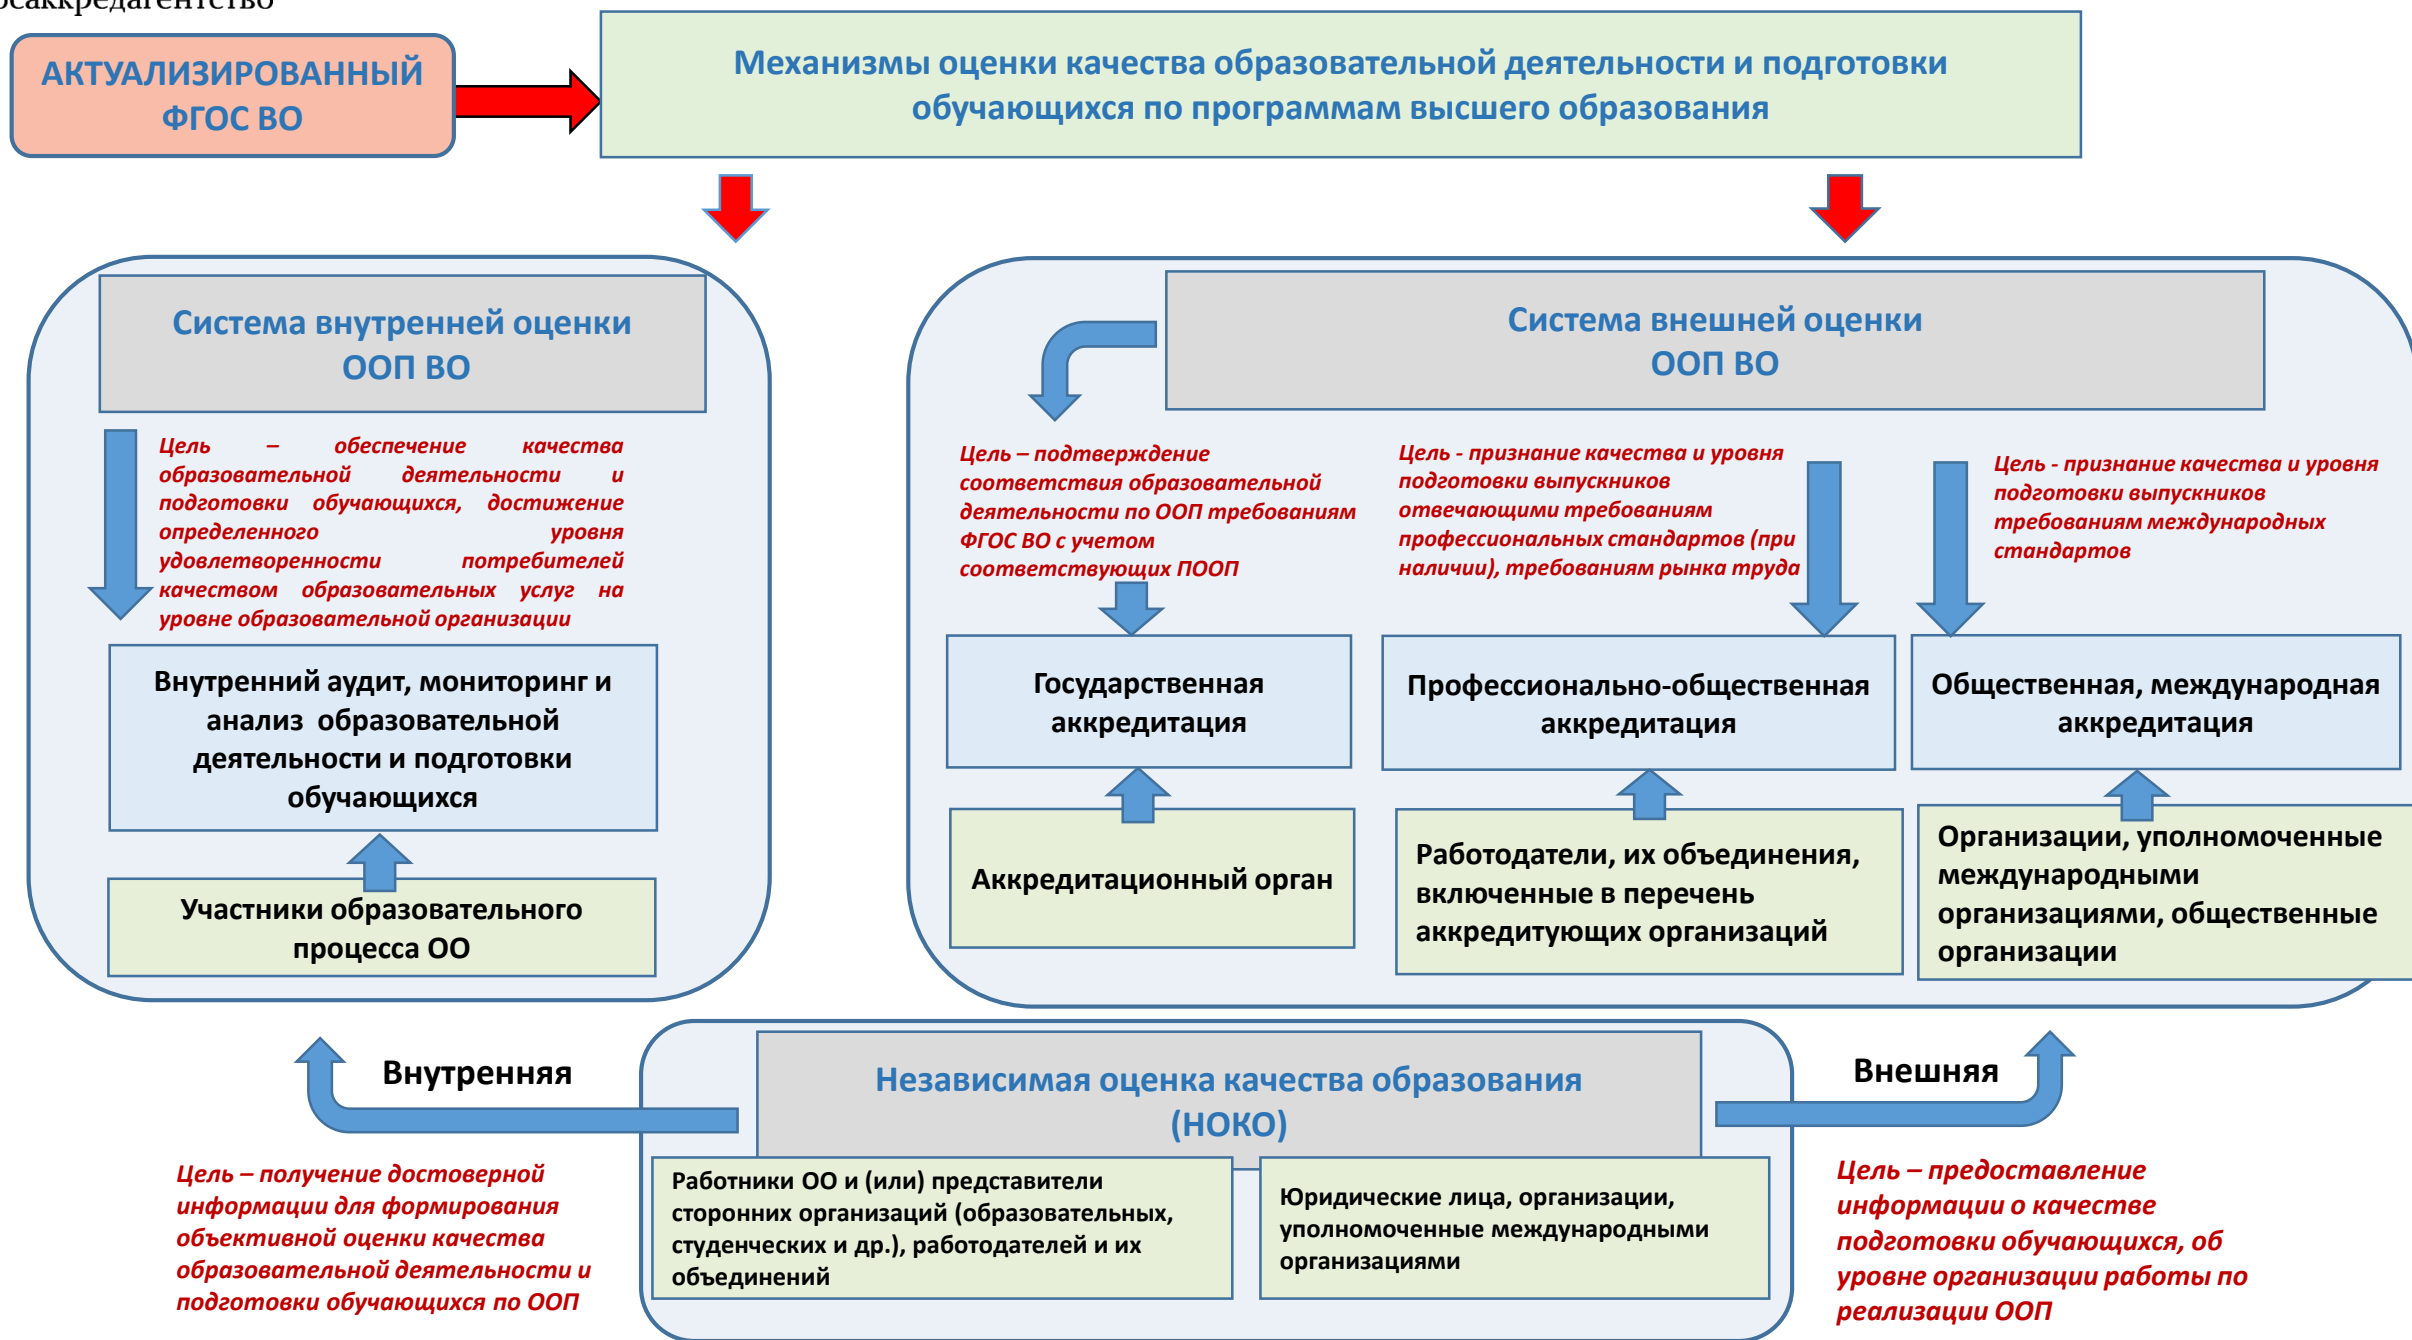 АКТУАЛИЗИРОВАННЫЙ
ФГОС ВО
Механизмы оценки качества образовательной деятельности и подготовки
обучающихся по программам высшего образования
Система внутренней оценки
ООП ВО
Цель – обеспечение качества
образовательной деятельности и
подготовки обучающихся, достижение
определенного уровня
удовлетворенности потребителей
качеством образовательных услуг на
уровне образовательной организации
Внутренний аудит, мониторинг и
анализ образовательной
деятельности и подготовки
обучающихся
Участники образовательного
процесса ОО
Система внешней оценки
ООП ВО
Цель – подтверждение
соответствия образовательной
деятельности по ООП требованиям
ФГОС ВО с учетом
соответствующих ПООП
Государственная
аккредитация
Аккредитационный орган
Цель - признание качества и уровня
подготовки выпускников
отвечающими требованиям
профессиональных стандартов (при
наличии), требованиям рынка труда
Профессионально-общественная
аккредитация
Работодатели, их объединения,
включенные в перечень
аккредитующих организаций
Цель - признание качества и уровня
подготовки выпускников
требованиям международных
стандартов
Общественная, международная
аккредитация
Организации, уполномоченные
международными
организациями, общественные
организации
Внутренняя
Цель – получение достоверной
информации для формирования
объективной оценки качества
образовательной деятельности и
подготовки обучающихся по ООП
Независимая оценка качества образования
(НОКО)
Работники ОО и (или) представители
сторонних организаций (образовательных,
студенческих и др.), работодателей и их
объединений
Юридические лица, организации,
уполномоченные международными
организациями
Внешняя
Цель – предоставление
информации о качестве
подготовки обучающихся, об
уровне организации работы по
реализации ООП